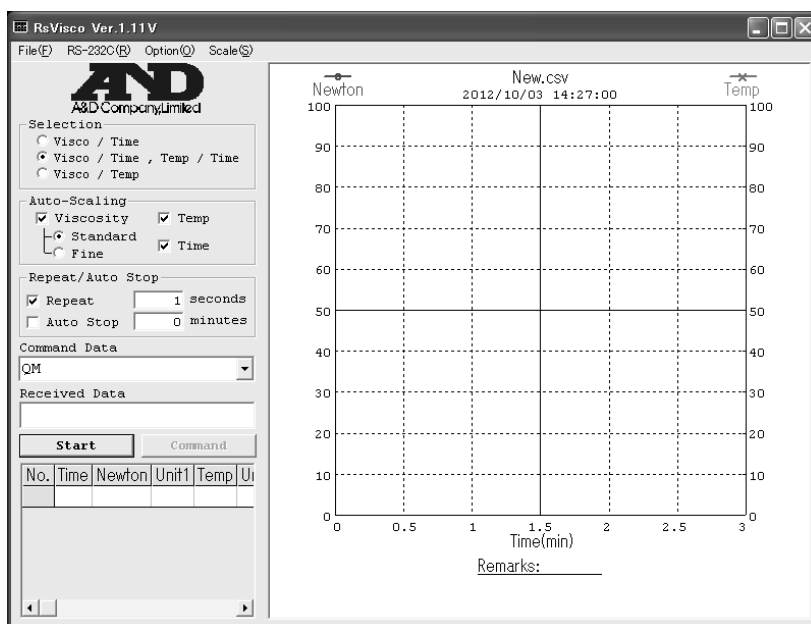 RsVisco Ver.1.11V
File(F) RS-232C(R) Option(O) Scale(S)
AND
A&D Company,Limited
Selection
Visco / Time
Visco / Time , Temp / Time
Visco / Temp
Auto-Scaling
Viscosity Temp
Standard
Fine
Time
Repeat/Auto Stop
Repeat 1 seconds
Auto Stop 0 minutes
Command Data
QM
Received Data
Start Command
No. Time Newton Unit1 Temp
New.csv
2012/10/03 14:27:00
Newton Temp
100 100
90 90
80 80
70 70
60 60
50 50
40 40
30 30
20 20
10 10
0 0
0 0.5 1 1.5 2 2.5 3
Time(min)
Remarks: